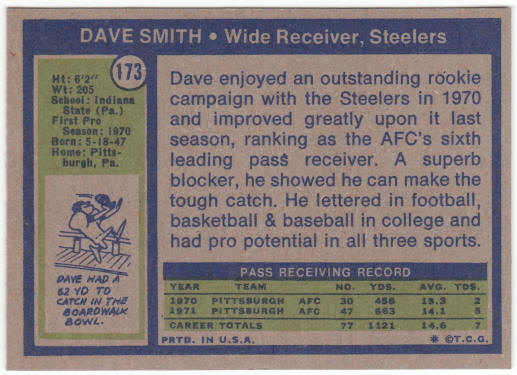 DAVE SMITH • Wide Receiver, Steelers
173
Ht: 6'2"
Wt: 205
School: Indiana
State (Pa.)
First Pro
Season: 1970
Born: 5-18-47
Home: Pitts-
burgh, Pa.
Dave enjoyed an outstanding rookie
campaign with the Steelers in 1970
and improved greatly upon it last
season, ranking as the AFC's sixth
leading pass receiver. A superb
blocker, he showed he can make the
tough catch. He lettered in football,
basketball & baseball in college and
had pro potential in all three sports.
DAVE HAD A
52 YD TD
CATCH IN THE
BOARDWALK
BOWL.
PASS RECEIVING RECORD
YEAR TEAM NO. YDS. AVG. TDS.
1970 PITTSBURGH AFC 30 458 15.3 2
1971 PITTSBURGH AFC 47 663 14.1 5
CAREER TOTALS 77 1121 14.6 7
PRTD. IN U.S.A. * ©T.C.G.